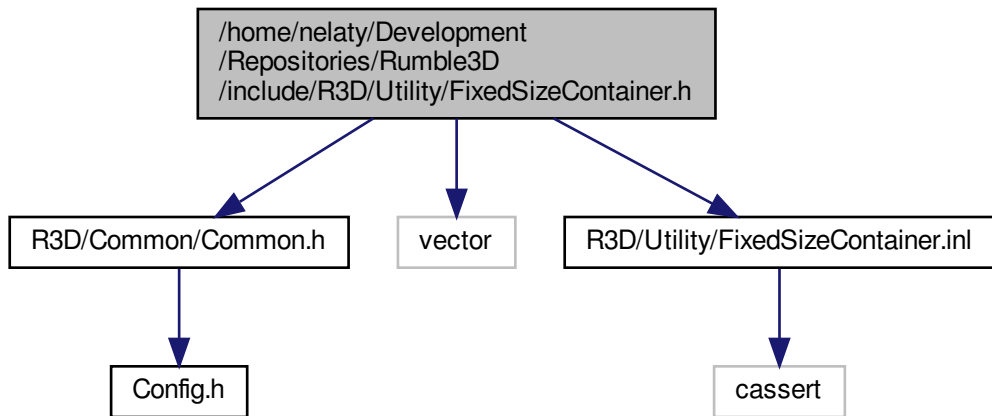 /home/nelaty/Development
/Repositories/Rumble3D
/include/R3D/Utility/FixedSizeContainer.h
R3D/Common/Common.h
vector
R3D/Utility/FixedSizeContainer.inl
Config.h
cassert